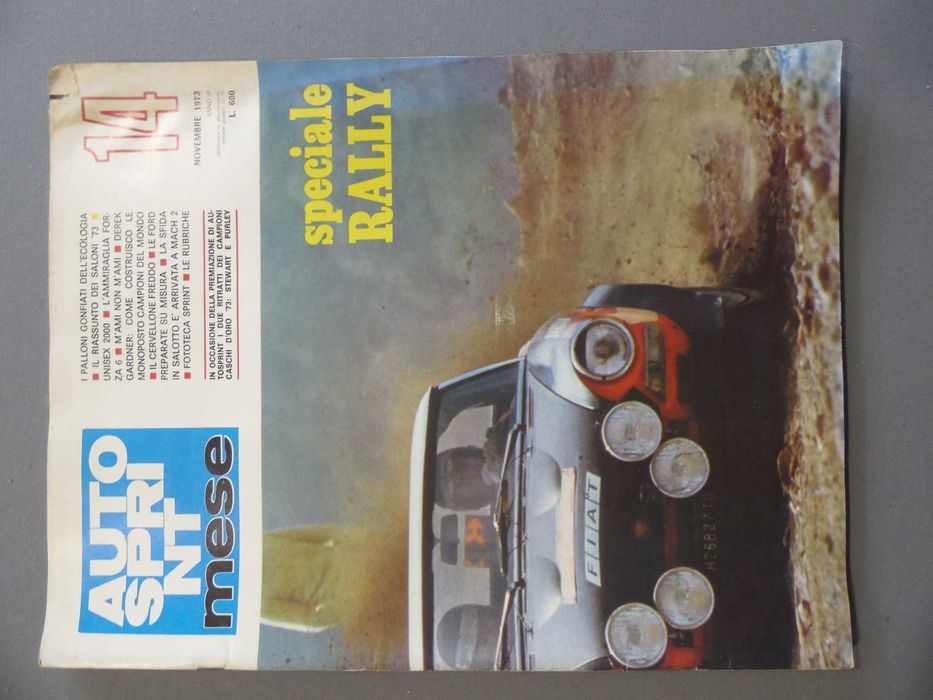 AUTO
SPRI
NT
mese
I PALLONI GONFIATI DELL'ECOLOGIA
■ IL RIASSUNTO DEI SALONI '73 ■
UNISEX 2000 ■ L'AMMIRAGLIA FOR-
ZA 6 ■ M'AMI NON M'AMI ■ DEREK
GARDNER: COME COSTRUISCO LE
MONOPOSTO CAMPIONI DEL MONDO
■ IL CERVELLONE FREDDO ■ LE FORD
PREPARATE SU MISURA ■ LA SFIDA
IN SALOTTO E' ARRIVATA A MACH 2
■ FOTOTECA SPRINT ■ LE RUBRICHE
IN OCCASIONE DELLA PREMIAZIONE DI AU-
TOSPRINT I DUE RITRATTI DEI CAMPIONI
CASCHI D'ORO '73: STEWART E PURLEY
14
NOVEMBRE 1973
L. 600
speciale
RALLY
FIAT